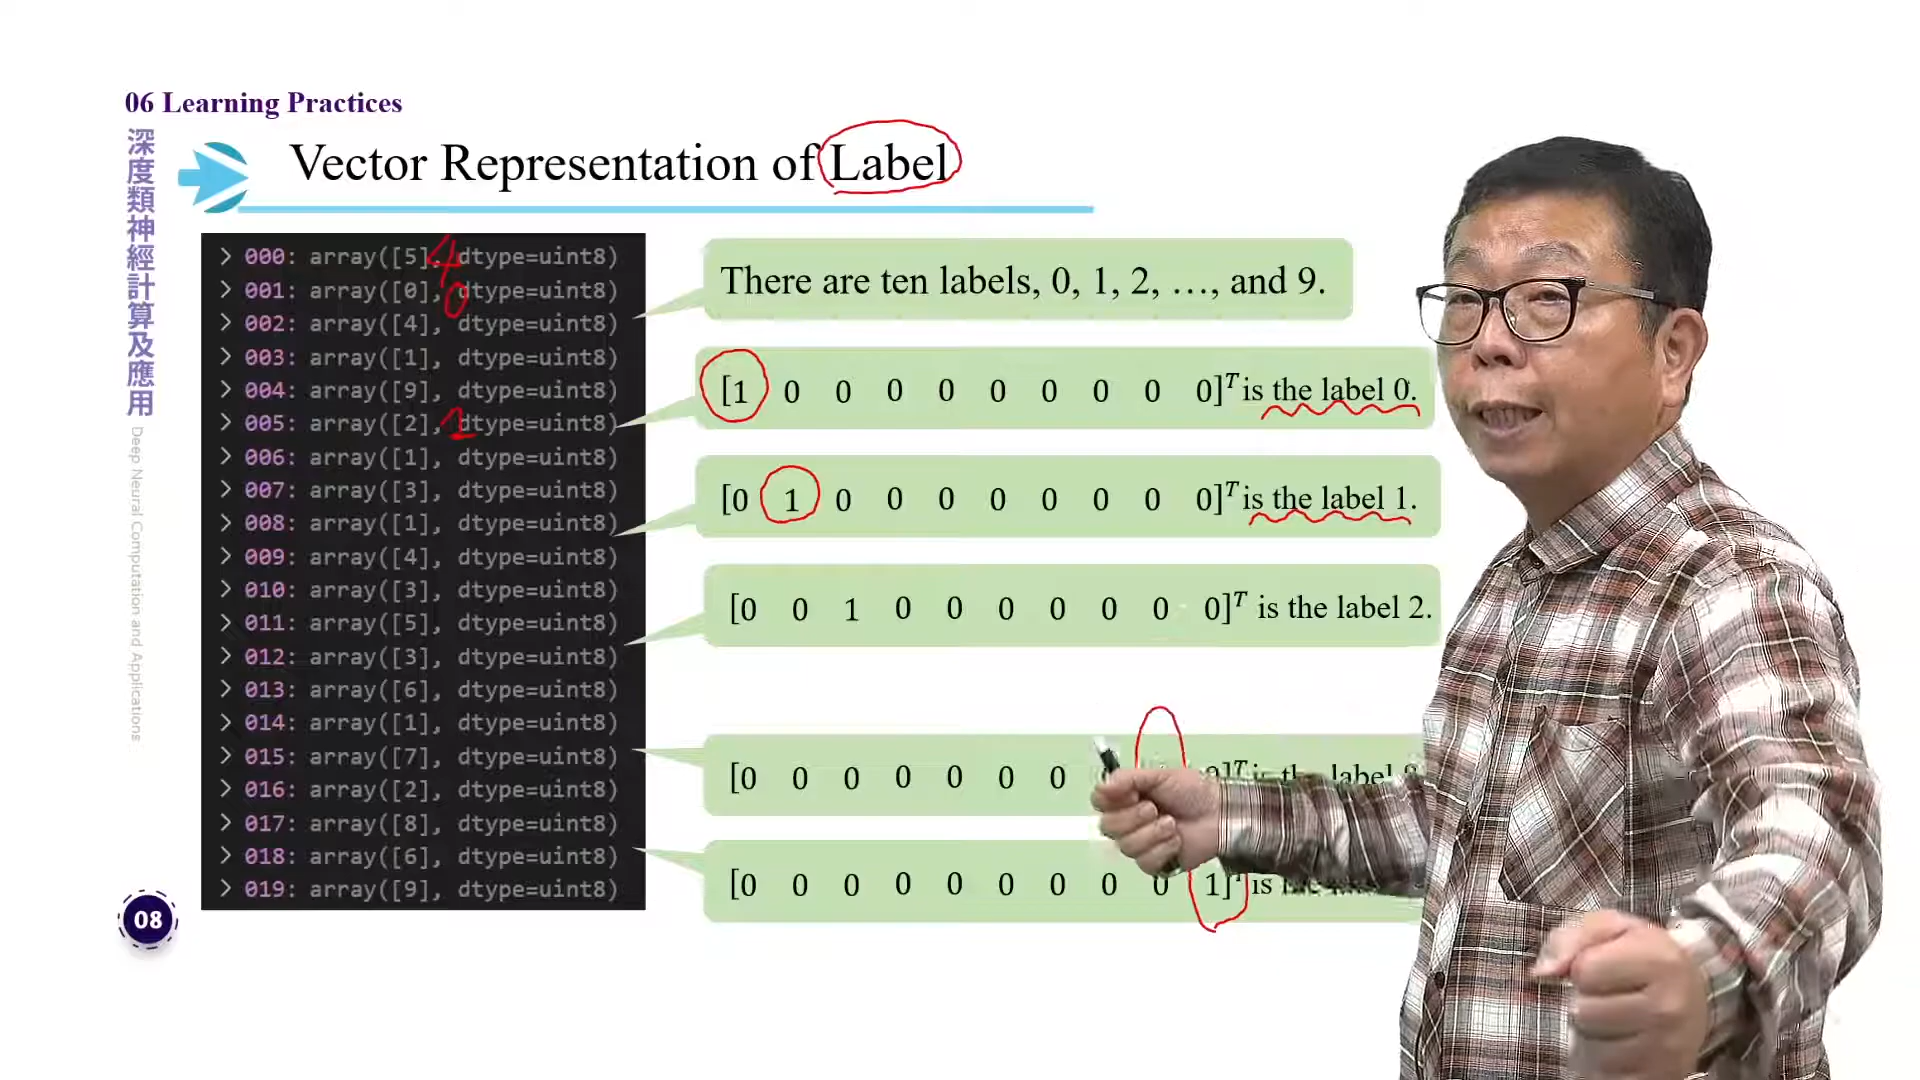 06 Learning Practices
深度類神經計算及應用
Deep Neural Computation and Applications
Vector Representation of Label
> 000: array([5], dtype=uint8)
> 001: array([0], dtype=uint8)
> 002: array([4], dtype=uint8)
> 003: array([1], dtype=uint8)
> 004: array([9], dtype=uint8)
> 005: array([2], dtype=uint8)
> 006: array([1], dtype=uint8)
> 007: array([3], dtype=uint8)
> 008: array([1], dtype=uint8)
> 009: array([4], dtype=uint8)
> 010: array([3], dtype=uint8)
> 011: array([5], dtype=uint8)
> 012: array([3], dtype=uint8)
> 013: array([6], dtype=uint8)
> 014: array([1], dtype=uint8)
> 015: array([7], dtype=uint8)
> 016: array([2], dtype=uint8)
> 017: array([8], dtype=uint8)
> 018: array([6], dtype=uint8)
> 019: array([9], dtype=uint8)
4
0
1
There are ten labels, 0, 1, 2, …, and 9.
[1 0 0 0 0 0 0 0 0 0]ᵀ is the label 0.
[0 1 0 0 0 0 0 0 0 0]ᵀ is the label 1.
[0 0 1 0 0 0 0 0 0 0]ᵀ is the label 2.
[0 0 0 0 0 0 0 0]ᵀ is the label
[0 0 0 0 0 0 0 0 0 1]ᵀ is
08